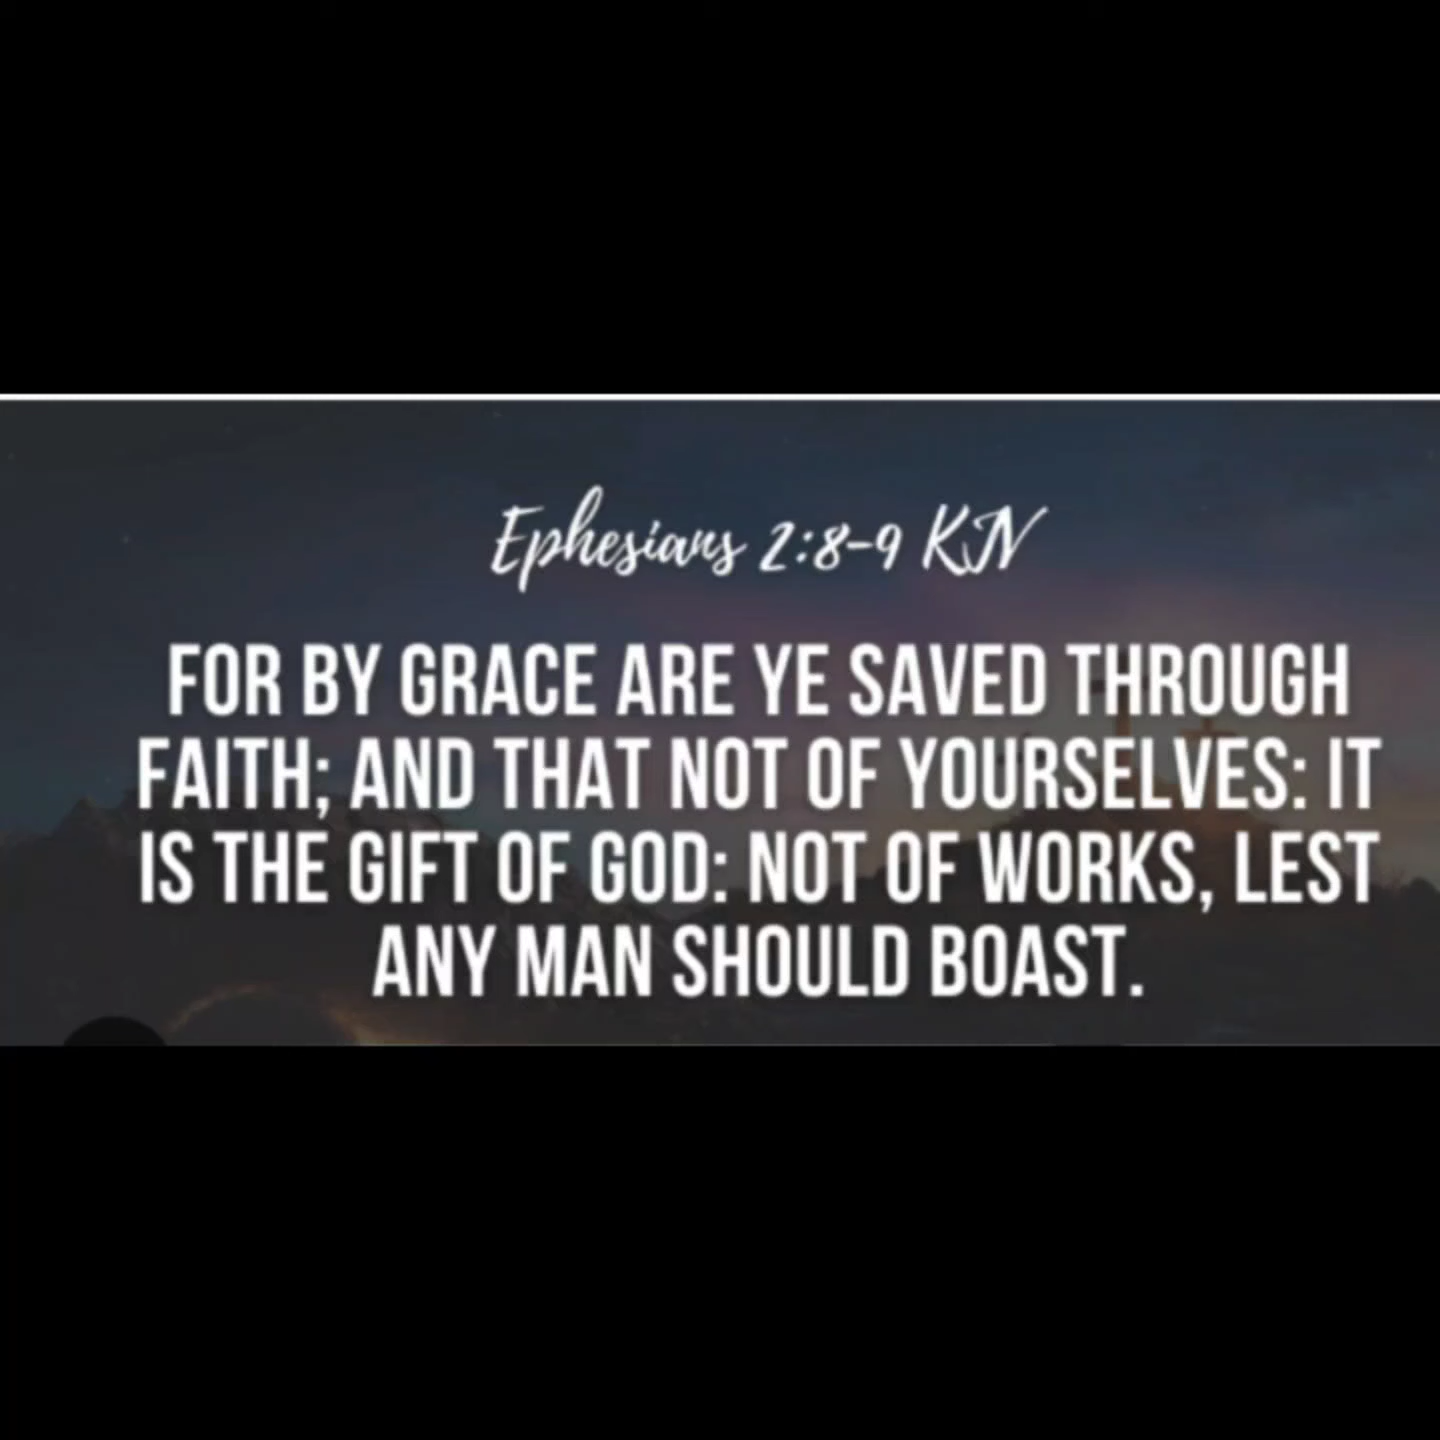 Ephesians 2:8-9 KJV
FOR BY GRACE ARE YE SAVED THROUGH
FAITH; AND THAT NOT OF YOURSELVES: IT
IS THE GIFT OF GOD: NOT OF WORKS, LEST
ANY MAN SHOULD BOAST.